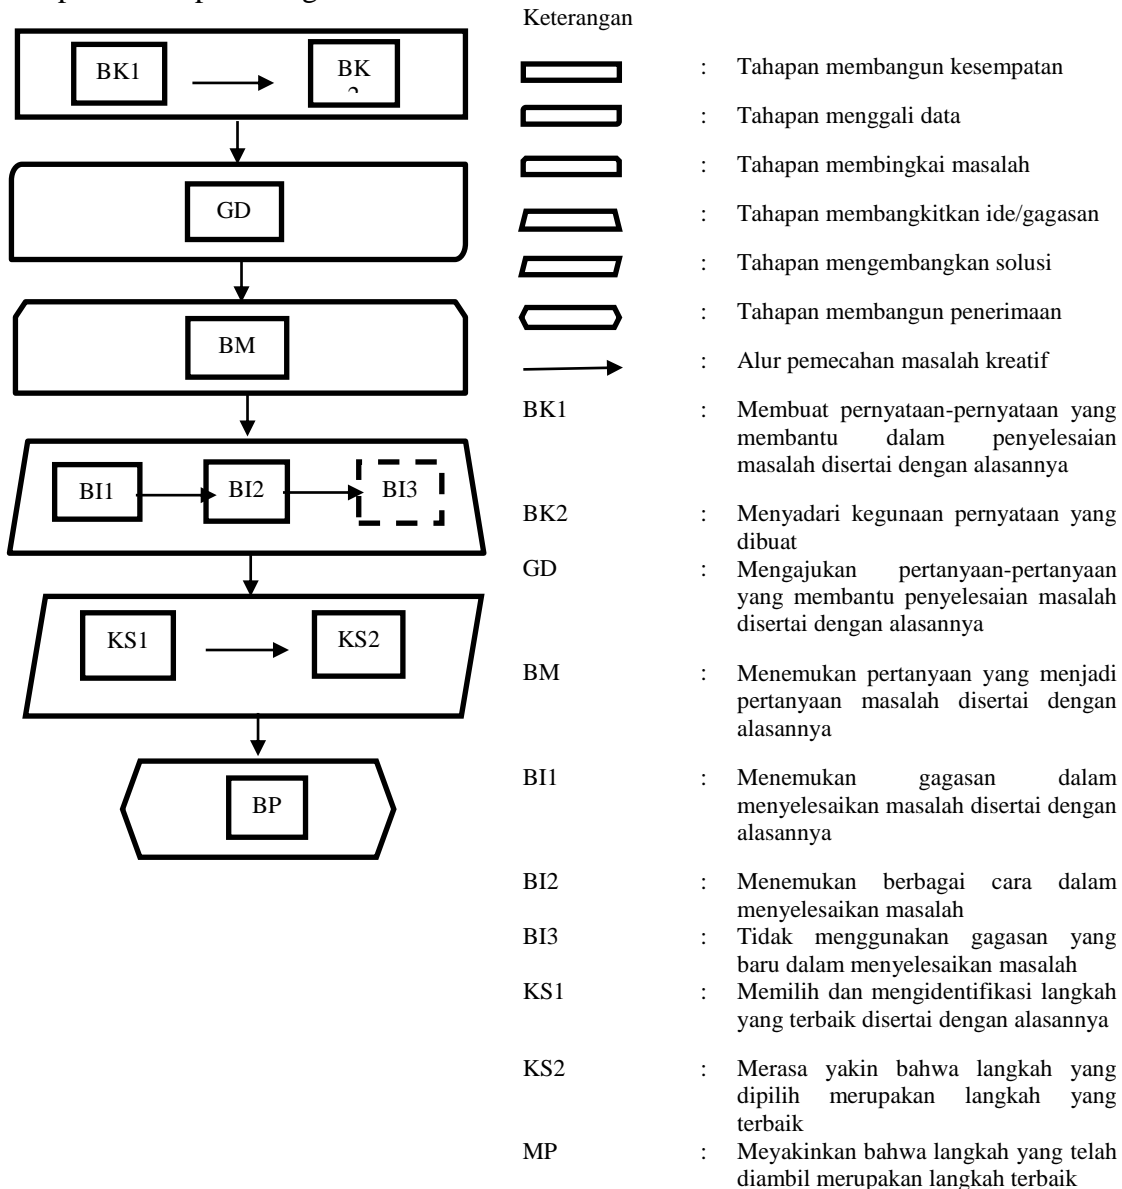 BK1
BK
GD
BM
BI1
BI2
BI3
KS1
KS2
BP
Keterangan
: Tahapan membangun kesempatan
: Tahapan menggali data
: Tahapan membingkai masalah
: Tahapan membangkitkan ide/gagasan
: Tahapan mengembangkan solusi
: Tahapan membangun penerimaan
: Alur pemecahan masalah kreatif
BK1 : Membuat pernyataan-pernyataan yang
membantu dalam penyelesaian
masalah disertai dengan alasannya
BK2 : Menyadari kegunaan pernyataan yang
dibuat
GD : Mengajukan pertanyaan-pertanyaan
yang membantu penyelesaian masalah
disertai dengan alasannya
BM : Menemukan pertanyaan yang menjadi
pertanyaan masalah disertai dengan
alasannya
BI1 : Menemukan gagasan dalam
menyelesaikan masalah disertai dengan
alasannya
BI2 : Menemukan berbagai cara dalam
menyelesaikan masalah
BI3 : Tidak menggunakan gagasan yang
baru dalam menyelesaikan masalah
KS1 : Memilih dan mengidentifikasi langkah
yang terbaik disertai dengan alasannya
KS2 : Merasa yakin bahwa langkah yang
dipilih merupakan langkah yang
terbaik
MP : Meyakinkan bahwa langkah yang telah
diambil merupakan langkah terbaik